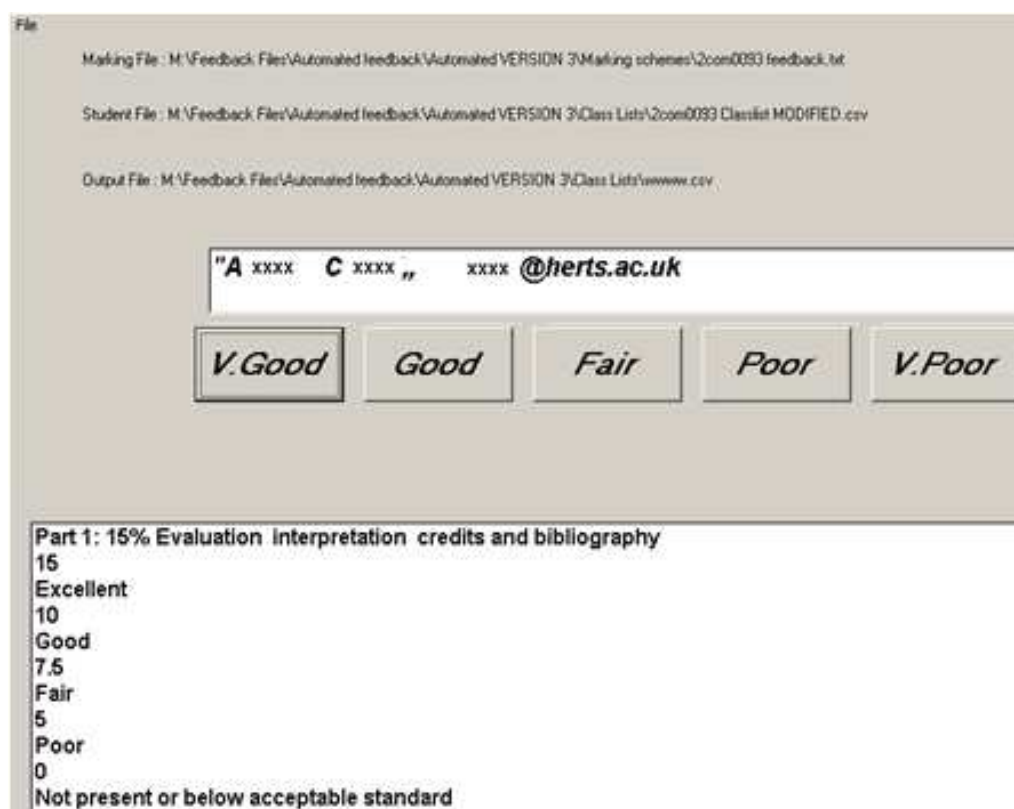 File
Marking File : M:\Feedback Files\Automated feedback\Automated VERSION 3\Marking schemes\2com0093 feedback.txt
Student File : M:\Feedback Files\Automated feedback\Automated VERSION 3\Class Lists\2com0093 Classlist MODIFIED.csv
Output File : M:\Feedback Files\Automated feedback\Automated VERSION 3\Class Lists\wwwww.csv
"A xxxx C xxxx ,, xxxx @herts.ac.uk
V.Good Good Fair Poor V.Poor
Part 1: 15% Evaluation interpretation credits and bibliography
15
Excellent
10
Good
7.5
Fair
5
Poor
0
Not present or below acceptable standard